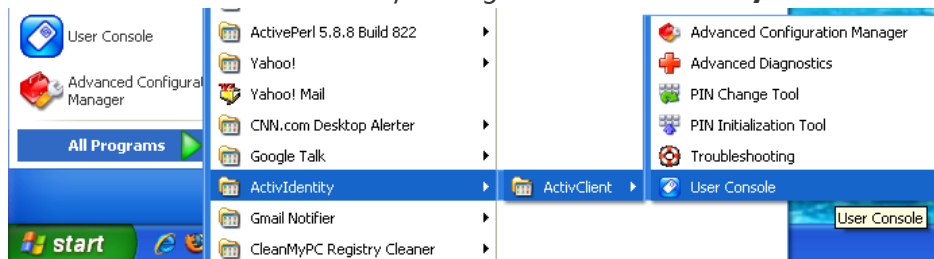 User Console
Advanced Configurat
Manager
All Programs
start
ActivePerl 5.8.8 Build 822
Yahoo!
Yahoo! Mail
CNN.com Desktop Alerter
Google Talk
ActivIdentity
Gmail Notifier
CleanMyPC Registry Cleaner
ActivClient
Advanced Configuration Manager
Advanced Diagnostics
PIN Change Tool
PIN Initialization Tool
Troubleshooting
User Console
User Console